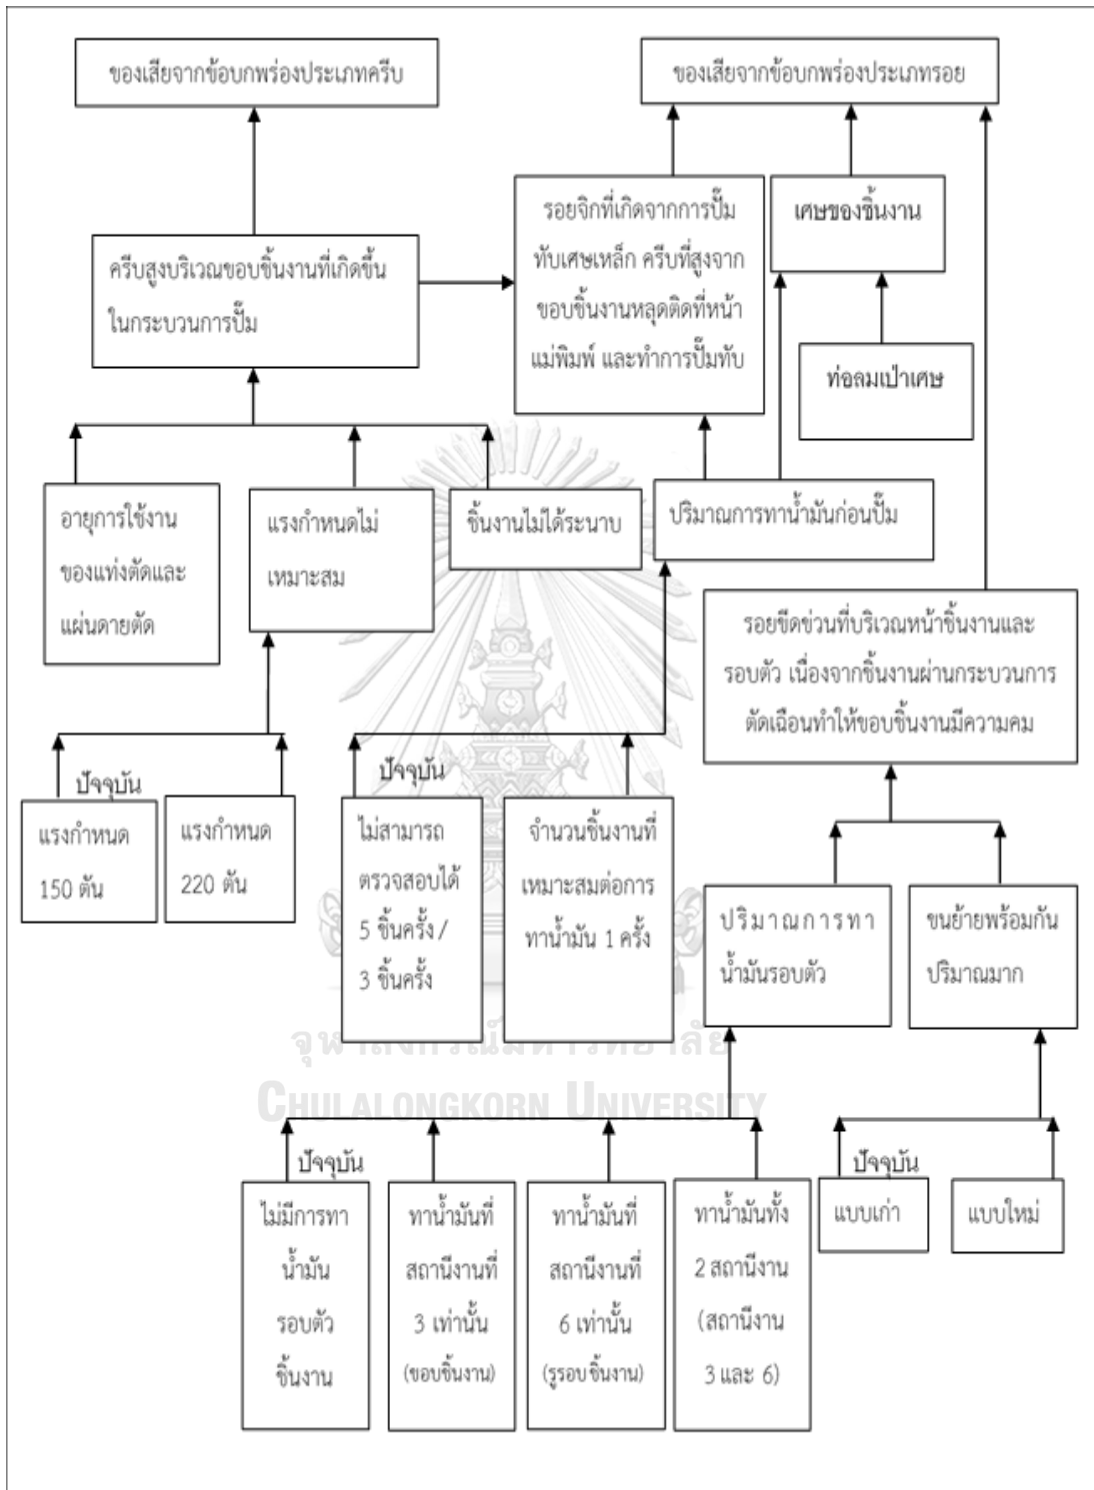 ของเสียจากข้อบกพร่องประเภทครีบ
ของเสียจากข้อบกพร่องประเภทรอย
รอยจิกที่เกิดจากการปั๊ม
ทับเศษเหล็ก ครีบที่สูงจาก
ขอบชิ้นงานหลุดติดที่หน้า
แม่พิมพ์ และทำการปั๊มทับ
เศษของชิ้นงาน
ครีบสูงบริเวณขอบชิ้นงานที่เกิดขึ้น
ในกระบวนการปั๊ม
ท่อลมเป่าเศษ
อายุการใช้งาน
ของแท่งตัดและ
แผ่นดายตัด
แรงกำหนดไม่
เหมาะสม
ชิ้นงานไม่ได้ระนาบ
ปริมาณการทาน้ำมันก่อนปั๊ม
รอยขีดข่วนที่บริเวณหน้าชิ้นงานและ
รอบตัว เนื่องจากชิ้นงานผ่านกระบวนการ
ตัดเฉือนทำให้ขอบชิ้นงานมีความคม
ปัจจุบัน
แรงกำหนด
150 ตัน
แรงกำหนด
220 ตัน
ปัจจุบัน
ไม่สามารถ
ตรวจสอบได้
5 ชิ้นครั้ง /
3 ชิ้นครั้ง
จำนวนชิ้นงานที่
เหมาะสมต่อการ
ทาน้ำมัน 1 ครั้ง
ปริมาณการทา
น้ำมันรอบตัว
ขนย้ายพร้อมกัน
ปริมาณมาก
จุฬาลงกรณ์มหาวิทยาลัย
CHULALONGKORN UNIVERSITY
ปัจจุบัน
ไม่มีการทา
น้ำมัน
รอบตัว
ชิ้นงาน
ทาน้ำมันที่
สถานีงานที่
3 เท่านั้น
(ขอบชิ้นงาน)
ทาน้ำมันที่
สถานีงานที่
6 เท่านั้น
(รูรอบชิ้นงาน)
ทาน้ำมันทั้ง
2 สถานีงาน
(สถานีงาน
3 และ 6)
ปัจจุบัน
แบบเก่า
แบบใหม่